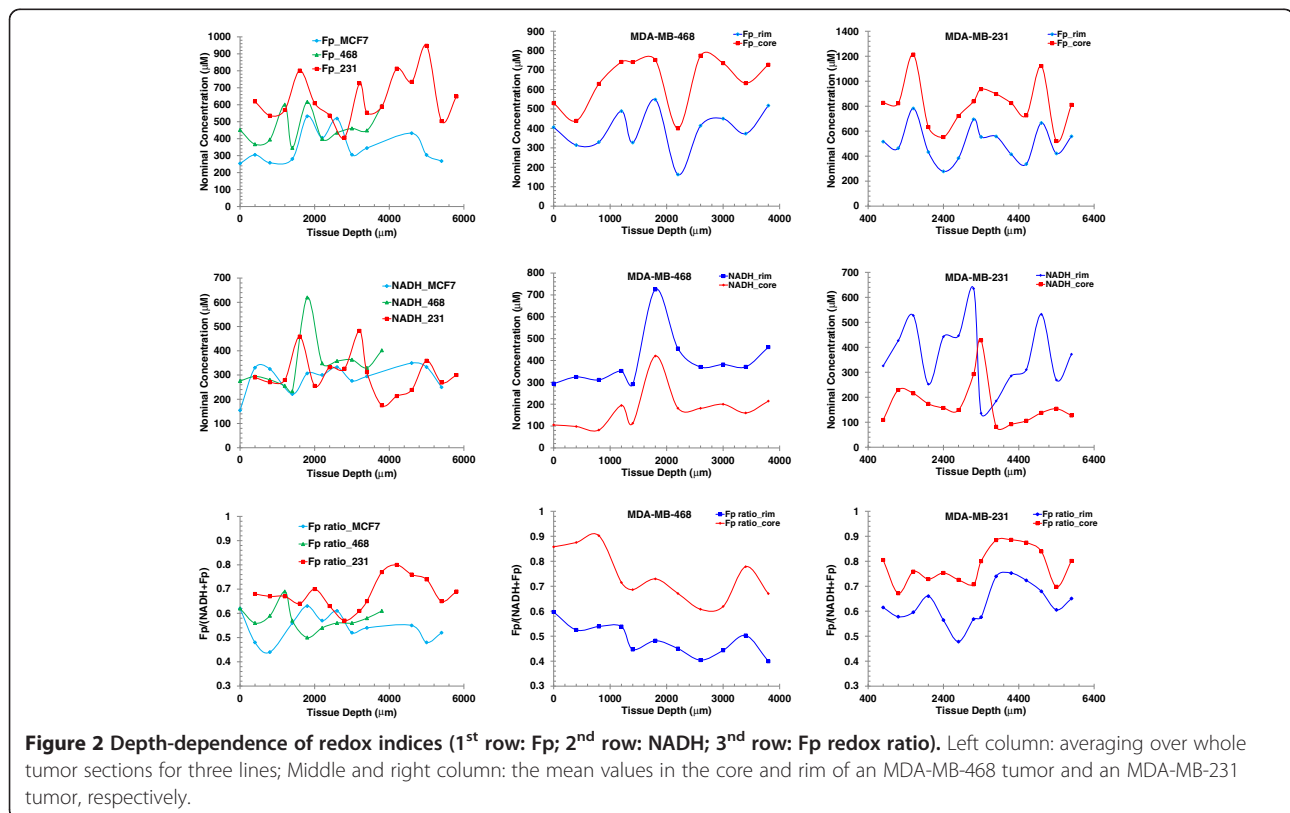 Fp_MCF7
Fp_468
Fp_231
Nominal Concentration (µM)
1000
900
800
700
600
500
400
300
200
100
0
0 2000 4000 6000
Tissue Depth (µm)
MDA-MB-468
Fp_rim
Fp_core
Nominal Concentration (µM)
900
800
700
600
500
400
300
200
100
0
0 1000 2000 3000 4000
Tissue Depth (µm)
MDA-MB-231
Fp_rim
Fp_core
Nominal Concentration (µM)
1400
1200
1000
800
600
400
200
0
400 2400 4400 6400
Tissue Depth (µm)
NADH_MCF7
NADH_468
NADH_231
Nominal Concentration (µM)
700
600
500
400
300
200
100
0
0 2000 4000 6000
Tissue Depth (µm)
MDA-MB-468
NADH_rim
NADH_core
Nominal Concentration (µM)
800
700
600
500
400
300
200
100
0
0 1000 2000 3000 4000
Tissue Depth (µm)
MDA-MB-231
NADH_rim
NADH_core
Nominal Concentration (µM)
700
600
500
400
300
200
100
0
400 2400 4400 6400
Tissue Depth (µm)
Fp ratio_MCF7
Fp ratio_468
Fp ratio_231
Fp/(NADH+Fp)
1
0.9
0.8
0.7
0.6
0.5
0.4
0.3
0 2000 4000 6000
Tissue Depth (µm)
MDA-MB-468
Fp ratio_rim
Fp ratio_core
Fp/(NADH+Fp)
1
0.9
0.8
0.7
0.6
0.5
0.4
0.3
0 1000 2000 3000 4000
Tissue Depth (µm)
MDA-MB-231
Fp ratio_rim
Fp ratio_core
Fp/(NADH+Fp)
1
0.9
0.8
0.7
0.6
0.5
0.4
0.3
400 2400 4400 6400
Tissue Depth (µm)
Figure 2 Depth-dependence of redox indices (1st row: Fp; 2nd row: NADH; 3nd row: Fp redox ratio). Left column: averaging over whole
tumor sections for three lines; Middle and right column: the mean values in the core and rim of an MDA-MB-468 tumor and an MDA-MB-231
tumor, respectively.